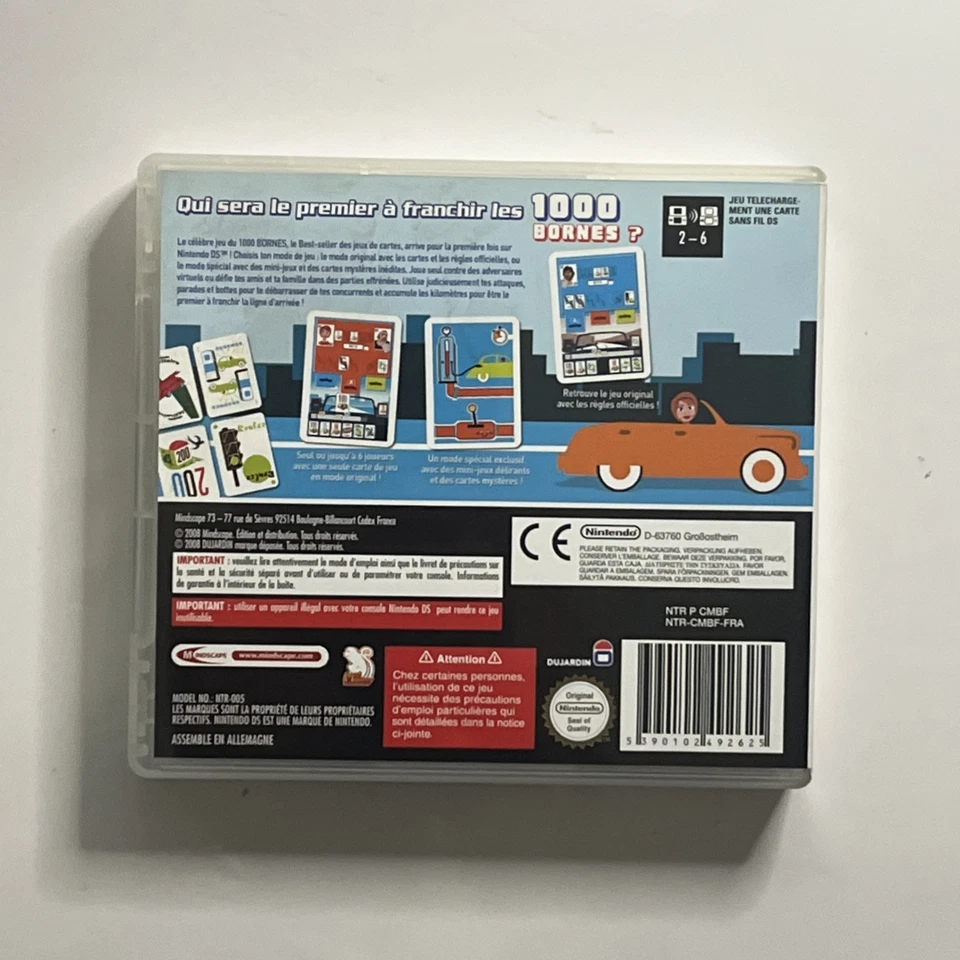 Qui sera le premier à franchir les 1000
BORNES ?
JEU TELECHARGE-
MENT UNE CARTE
SANS FIL DS
2 – 6
Le célèbre jeu du 1000 BORNES, le Best-seller des jeux de cartes, arrive pour la première fois sur
Nintendo DS™ ! Choisis ton mode de jeu : le mode original avec les cartes et les règles officielles, ou
le mode spécial avec des mini-jeux et des cartes mystères inédites. Joue seul contre des adversaires
virtuels ou défie tes amis et ta famille dans des parties effrénées. Utilise judicieusement tes attaques,
parades et bottes pour te débarrasser de tes concurrents et accumule les kilomètres pour être le
premier à franchir la ligne d'arrivée !
200
200
Roulez
Retrouve le jeu original
avec les règles officielles !
Seul ou jusqu'à 6 joueurs
avec une seule carte de jeu
en mode original !
Un mode spécial exclusif
avec des mini-jeux délirants
et des cartes mystères !
Mindscape 73 – 77 rue de Sèvres 92514 Boulogne-Billancourt Cedex France
© 2008 Mindscape. Édition et distribution. Tous droits réservés.
© 2008 DUJARDIN marque déposée. Tous droits réservés.
IMPORTANT : veuillez lire attentivement le mode d'emploi ainsi que le livret de précautions sur
la santé et la sécurité séparé avant d'utiliser ou de paramétrer votre console. Informations
de garantie à l'intérieur de la boîte.
IMPORTANT : utiliser un appareil illégal avec votre console Nintendo DS peut rendre ce jeu
inutilisable.
CE
Nintendo
D-63760 Großostheim
PLEASE RETAIN THE PACKAGING. VERPACKUNG AUFHEBEN.
CONSERVER L'EMBALLAGE. BEWAAR DEZE VERPAKKING. POR FAVOR,
GUARDA ESTA CAJA. ΔΙΑΤΗΡΕΙΣΤΕ ΤΗΝ ΣΥΣΚΕΥΑΣΙΑ. FAVOR
GUARDAR A EMBALAGEM. SPARA FÖRPACKNINGEN. GEM EMBALLAGEN.
SÄILYTÄ PAKKAUS. CONSERVA QUESTO INVOLUCRO.
NTR P CMBF
NTR-CMBF-FRA
MINDSCAPE
www.mindscape.com
MODEL NO.: NTR-005
LES MARQUES SONT LA PROPRIÉTÉ DE LEURS PROPRIÉTAIRES
RESPECTIFS. NINTENDO DS EST UNE MARQUE DE NINTENDO.
ASSEMBLE EN ALLEMAGNE
Attention
Chez certaines personnes,
l'utilisation de ce jeu
nécessite des précautions
d'emploi particulières qui
sont détaillées dans la notice
ci-jointe.
DUJARDIN
Original
Nintendo
Seal of
Quality
5 390102 492625